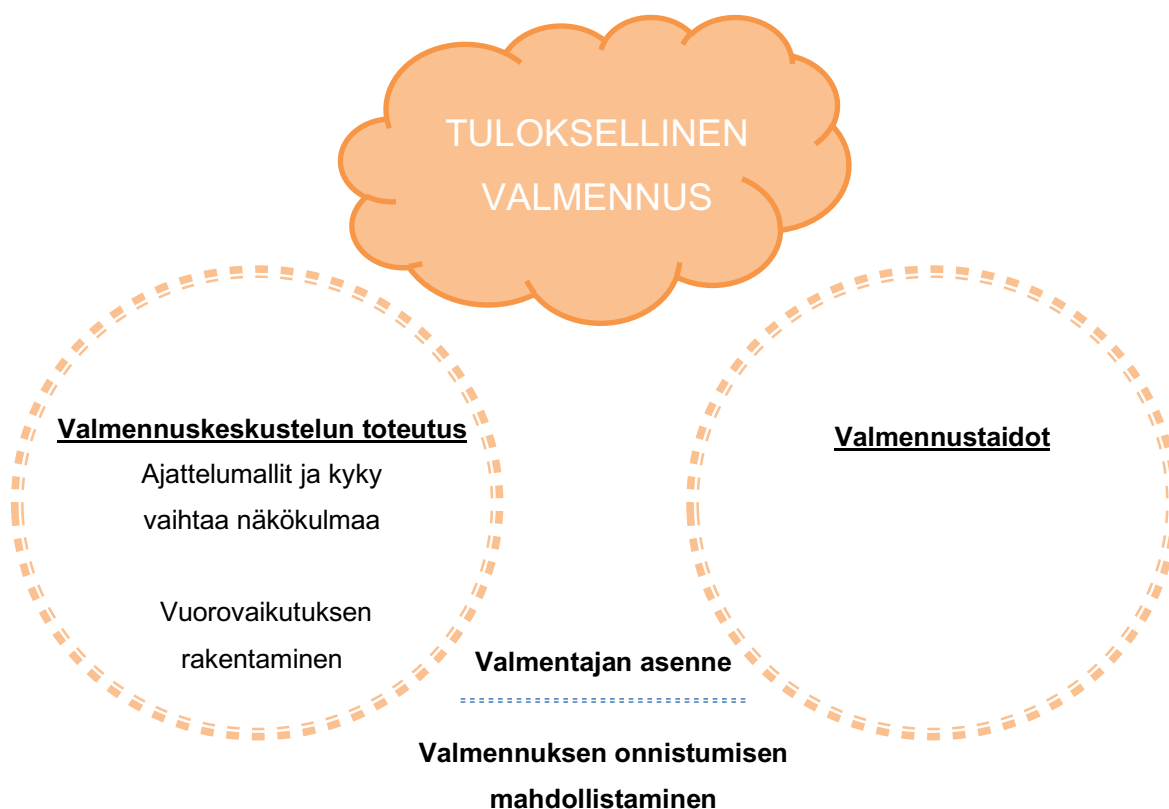 TULOKSELLINEN
VALMENNUS
Valmennuskeskustelun toteutus
Ajattelumallit ja kyky
vaihtaa näkökulmaa
Vuorovaikutuksen
rakentaminen
Valmennustaidot
Valmentajan asenne
Valmennuksen onnistumisen
mahdollistaminen